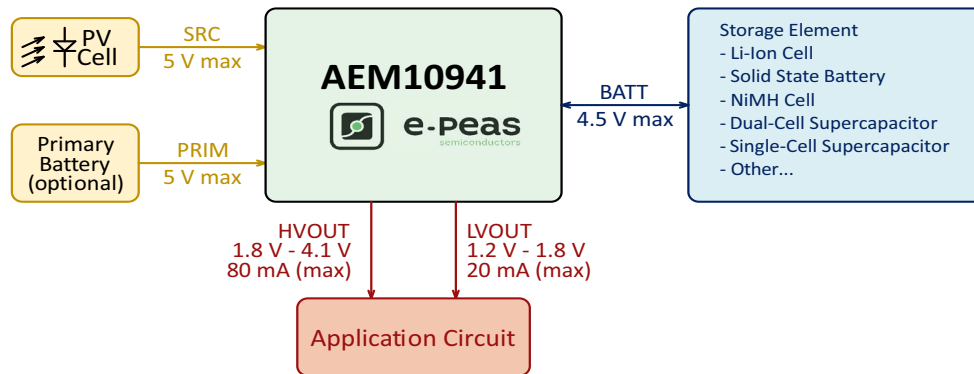 PV
Cell
SRC
5 V max
Primary
Battery
(optional)
PRIM
5 V max
AEM10941
e-peas
semiconductors
BATT
4.5 V max
Storage Element
- Li-Ion Cell
- Solid State Battery
- NiMH Cell
- Dual-Cell Supercapacitor
- Single-Cell Supercapacitor
- Other...
HVOUT
1.8 V - 4.1 V
80 mA (max)
LVOUT
1.2 V - 1.8 V
20 mA (max)
Application Circuit